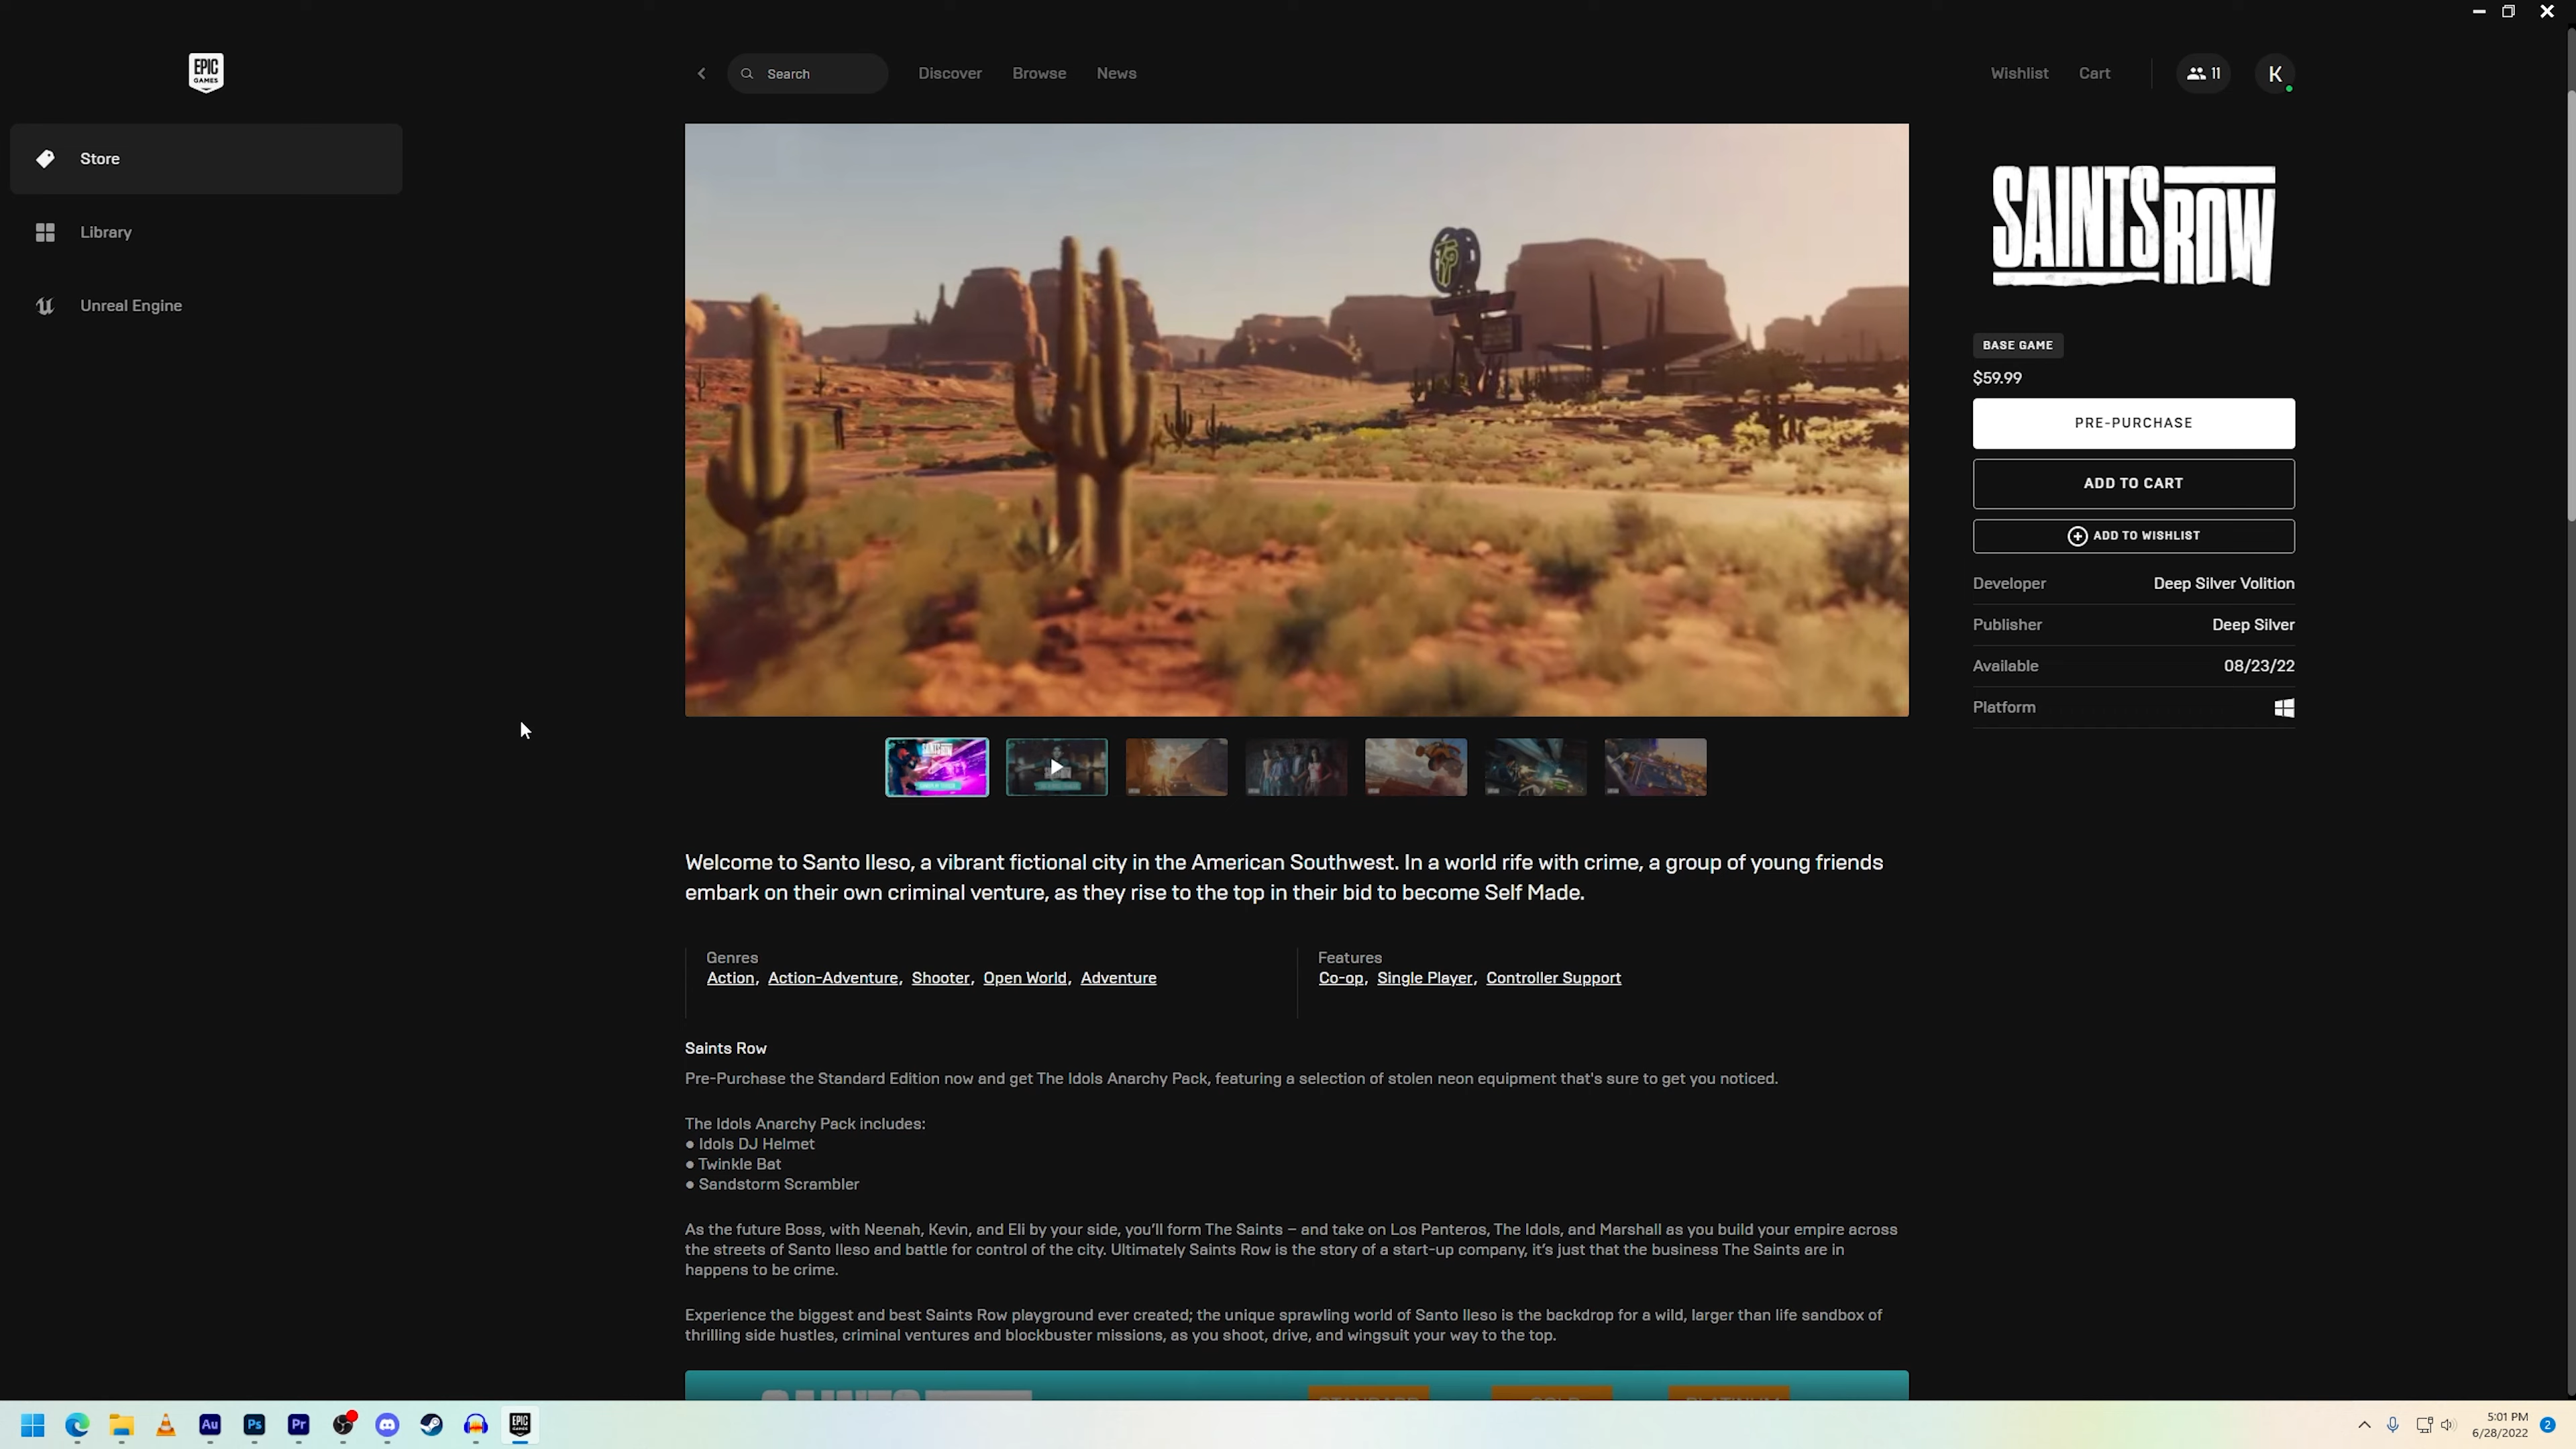 EPIC
GAMES
Search
Discover
Browse
News
Wishlist
Cart
11
K
Store
Library
Unreal Engine
SAINTS ROW
BASE GAME
$59.99
PRE-PURCHASE
ADD TO CART
ADD TO WISHLIST
Developer Deep Silver Volition
Publisher Deep Silver
Available 08/23/22
Platform
Welcome to Santo Ileso, a vibrant fictional city in the American Southwest. In a world rife with crime, a group of young friends
embark on their own criminal venture, as they rise to the top in their bid to become Self Made.
Genres
Action, Action-Adventure, Shooter, Open World, Adventure
Features
Co-op, Single Player, Controller Support
Saints Row
Pre-Purchase the Standard Edition now and get The Idols Anarchy Pack, featuring a selection of stolen neon equipment that's sure to get you noticed.
The Idols Anarchy Pack includes:
● Idols DJ Helmet
● Twinkle Bat
● Sandstorm Scrambler
As the future Boss, with Neenah, Kevin, and Eli by your side, you'll form The Saints – and take on Los Panteros, The Idols, and Marshall as you build your empire across
the streets of Santo Ileso and battle for control of the city. Ultimately Saints Row is the story of a start-up company, it's just that the business The Saints are in
happens to be crime.
Experience the biggest and best Saints Row playground ever created; the unique sprawling world of Santo Ileso is the backdrop for a wild, larger than life sandbox of
thrilling side hustles, criminal ventures and blockbuster missions, as you shoot, drive, and wingsuit your way to the top.
Au
Ps
Pr
EPIC
GAMES
5:01 PM
6/28/2022
2